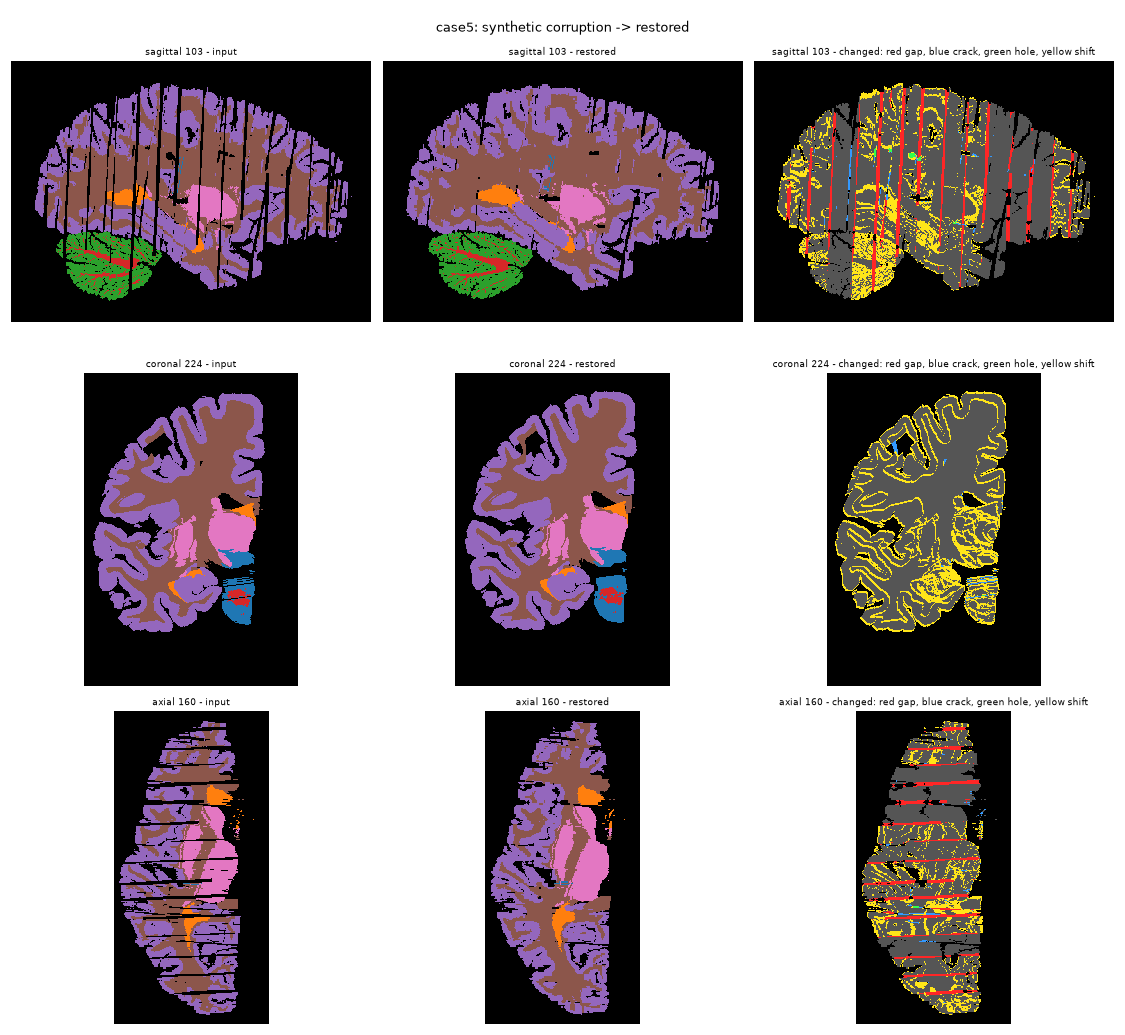 case5: synthetic corruption -> restored
sagittal 103 - input
sagittal 103 - restored
sagittal 103 - changed: red gap, blue crack, green hole, yellow shift
coronal 224 - input
coronal 224 - restored
coronal 224 - changed: red gap, blue crack, green hole, yellow shift
axial 160 - input
axial 160 - restored
axial 160 - changed: red gap, blue crack, green hole, yellow shift